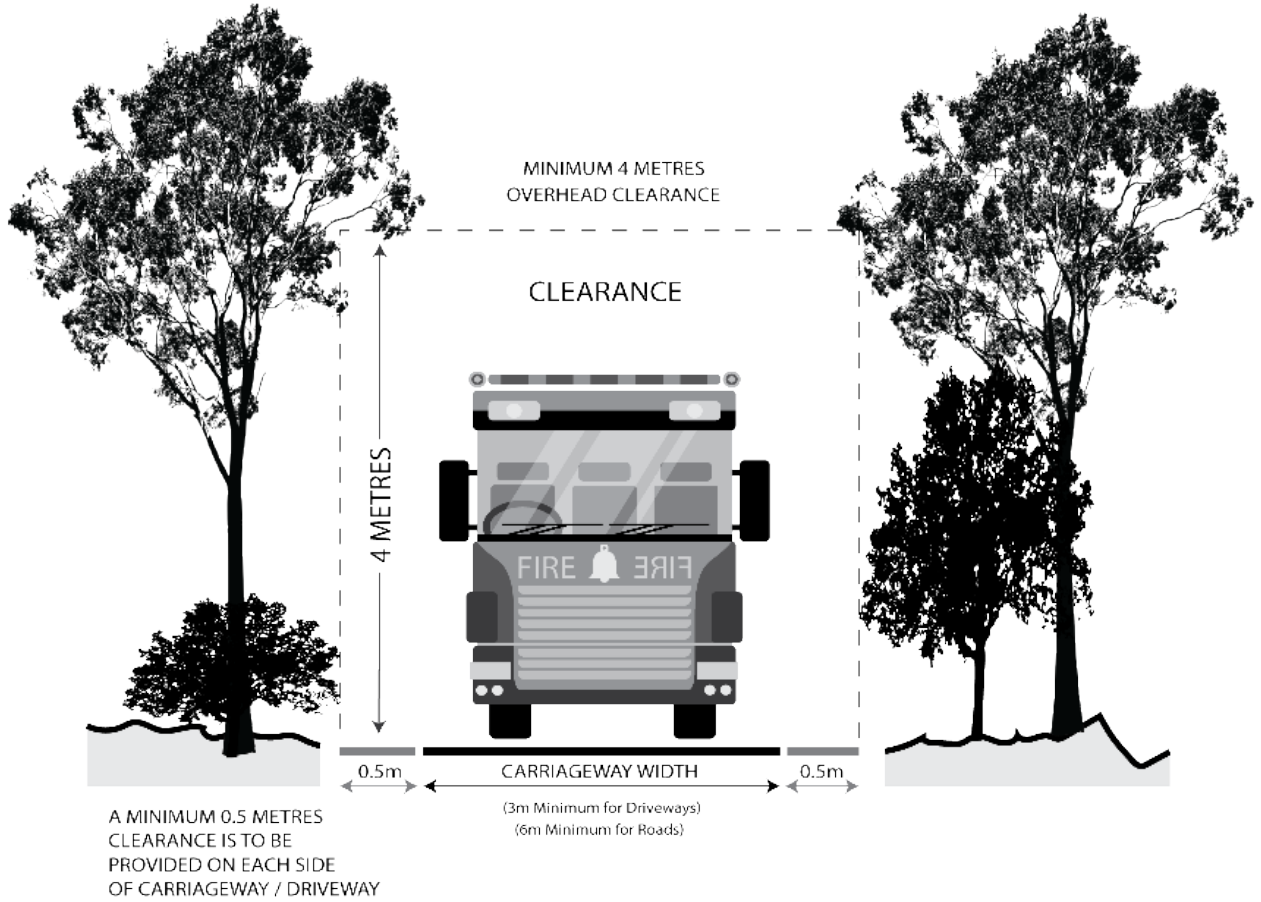 MINIMUM 4 METRES
OVERHEAD CLEARANCE
CLEARANCE
4 METRES
FIRE FIRE
0.5m
CARRIAGEWAY WIDTH
0.5m
(3m Minimum for Driveways)
(6m Minimum for Roads)
A MINIMUM 0.5 METRES
CLEARANCE IS TO BE
PROVIDED ON EACH SIDE
OF CARRIAGEWAY / DRIVEWAY